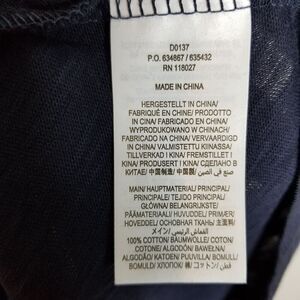 D0137
P.O. 634867 / 635432
RN 118027
MADE IN CHINA
HERGESTELLT IN CHINA/
FABRIQUÉ EN CHINE/ PRODOTTO
IN CINA/ FABRICADO EN CHINA/
WYPRODUKOWANO W CHINACH/
FABRICADO NA CHINA/ VERVAARDIGD
IN CHINA/ VALMISTETTU KIINASSA/
TILLVERKAD I KINA/ FREMSTILLET I
KINA/ PRODUSERT I KINA/ СДЕЛАНО В
КИТАЕ/ 中国制造/ 中国製/ صنع في الصين
MAIN/ HAUPTMATERIAL/ PRINCIPAL/
PRINCIPALE/ TEJIDO PRINCIPAL/
GŁÓWNA/ BELANGRIJKSTE/
PÄÄMATERIAALI/ HUVUDDEL/ PRIMÆR/
HOVEDDEL/ ОСНОВНАЯ ТКАНЬ/ 主面料/
メイン/ القماش الرئيسي
100% COTTON/ BAUMWOLLE/ COTON/
COTONE/ ALGODÓN/ BAWEŁNA/
ALGODÃO/ KATOEN/ PUUVILLA/ BOMULL/
BOMULD/ ХЛОПОК/ 棉/ コットン/ قطن